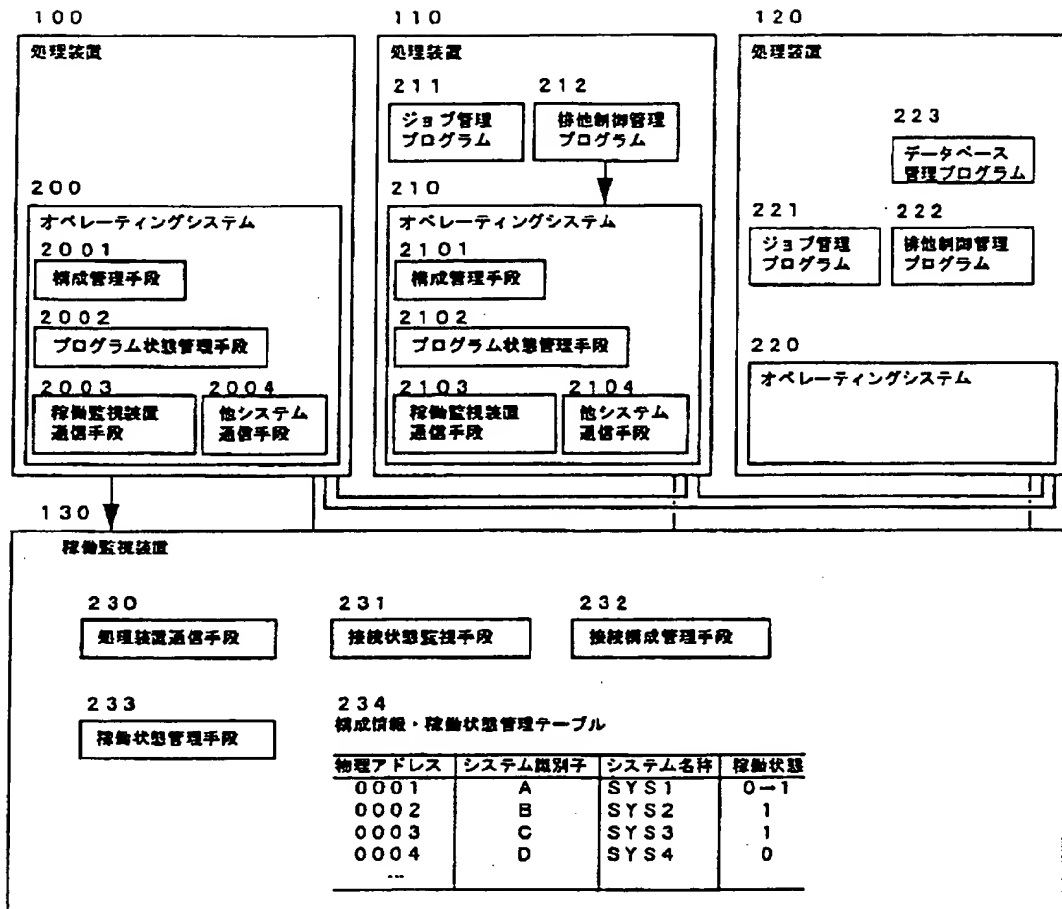 １００
１１０
１２０
処理装置
処理装置
処理装置
２１１
２１２
ジョブ管理
プログラム
排他制御管理
プログラム
２２３
データベース
管理プログラム
２００
２１０
オペレーティングシステム
オペレーティングシステム
２２１
２２２
ジョブ管理
プログラム
排他制御管理
プログラム
２００１
構成管理手段
２１０１
構成管理手段
２００２
プログラム状態管理手段
２１０２
プログラム状態管理手段
２２０
オペレーティングシステム
２００３
稼働監視装置
通信手段
２００４
他システム
通信手段
２１０３
稼働監視装置
通信手段
２１０４
他システム
通信手段
１３０
稼働監視装置
２３０
処理装置通信手段
２３１
接続状態監視手段
２３２
接続構成管理手段
２３３
稼働状態管理手段
２３４
構成情報・稼働状態管理テーブル
物理アドレス システム識別子 システム名称 稼働状態
０００１ A ＳＹＳ１ ０→１
０００２ B ＳＹＳ２ １
０００３ C ＳＹＳ３ １
０００４ D ＳＹＳ４ ０
…